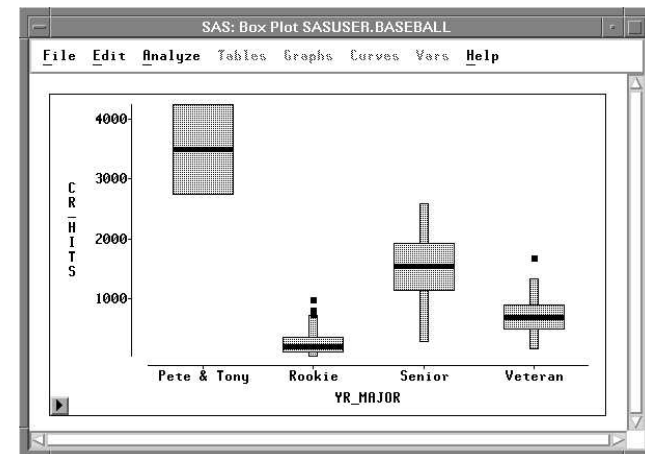 SAS: Box Plot SASUSER.BASEBALL
File Edit Analyze Tables Graphs Curves Vars Help
4000
3000
2000
1000
CR_HITS
Pete & Tony Rookie Senior Veteran
YR_MAJOR